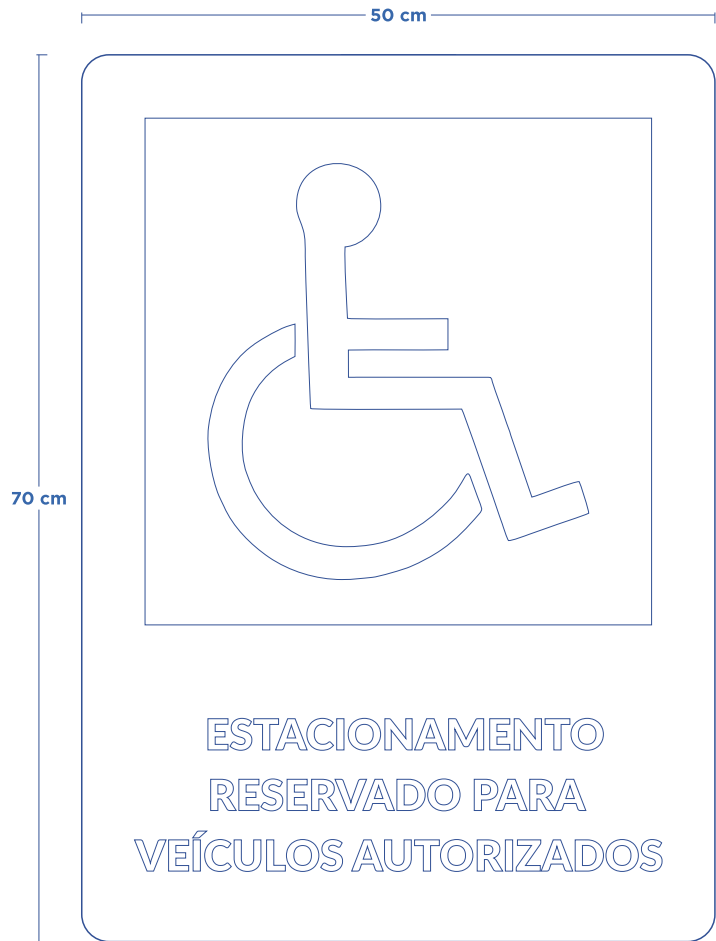 50 cm
70 cm
ESTACIONAMENTO
RESERVADO PARA
VEÍCULOS AUTORIZADOS